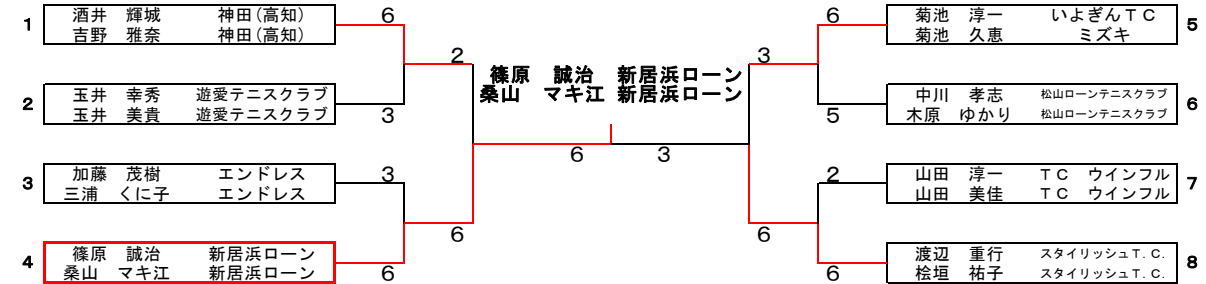 1
酒井 輝城 神田(高知)
吉野 雅奈 神田(高知)
6
2
玉井 幸秀 遊愛テニスクラブ
玉井 美貴 遊愛テニスクラブ
3
2
3
加藤 茂樹 エンドレス
三浦 くに子 エンドレス
3
4
篠原 誠治 新居浜ローン
桑山 マキ江 新居浜ローン
6
6
篠原 誠治 新居浜ローン
桑山 マキ江 新居浜ローン
6
3
6
菊池 淳一 いよぎんTC
菊池 久恵 ミズキ
5
3
5
中川 孝志 松山ローンテニスクラブ
木原 ゆかり 松山ローンテニスクラブ
6
2
山田 淳一 TC ウインフル
山田 美佳 TC ウインフル
7
6
6
渡辺 重行 スタイリッシュT.C.
桧垣 祐子 スタイリッシュT.C.
8